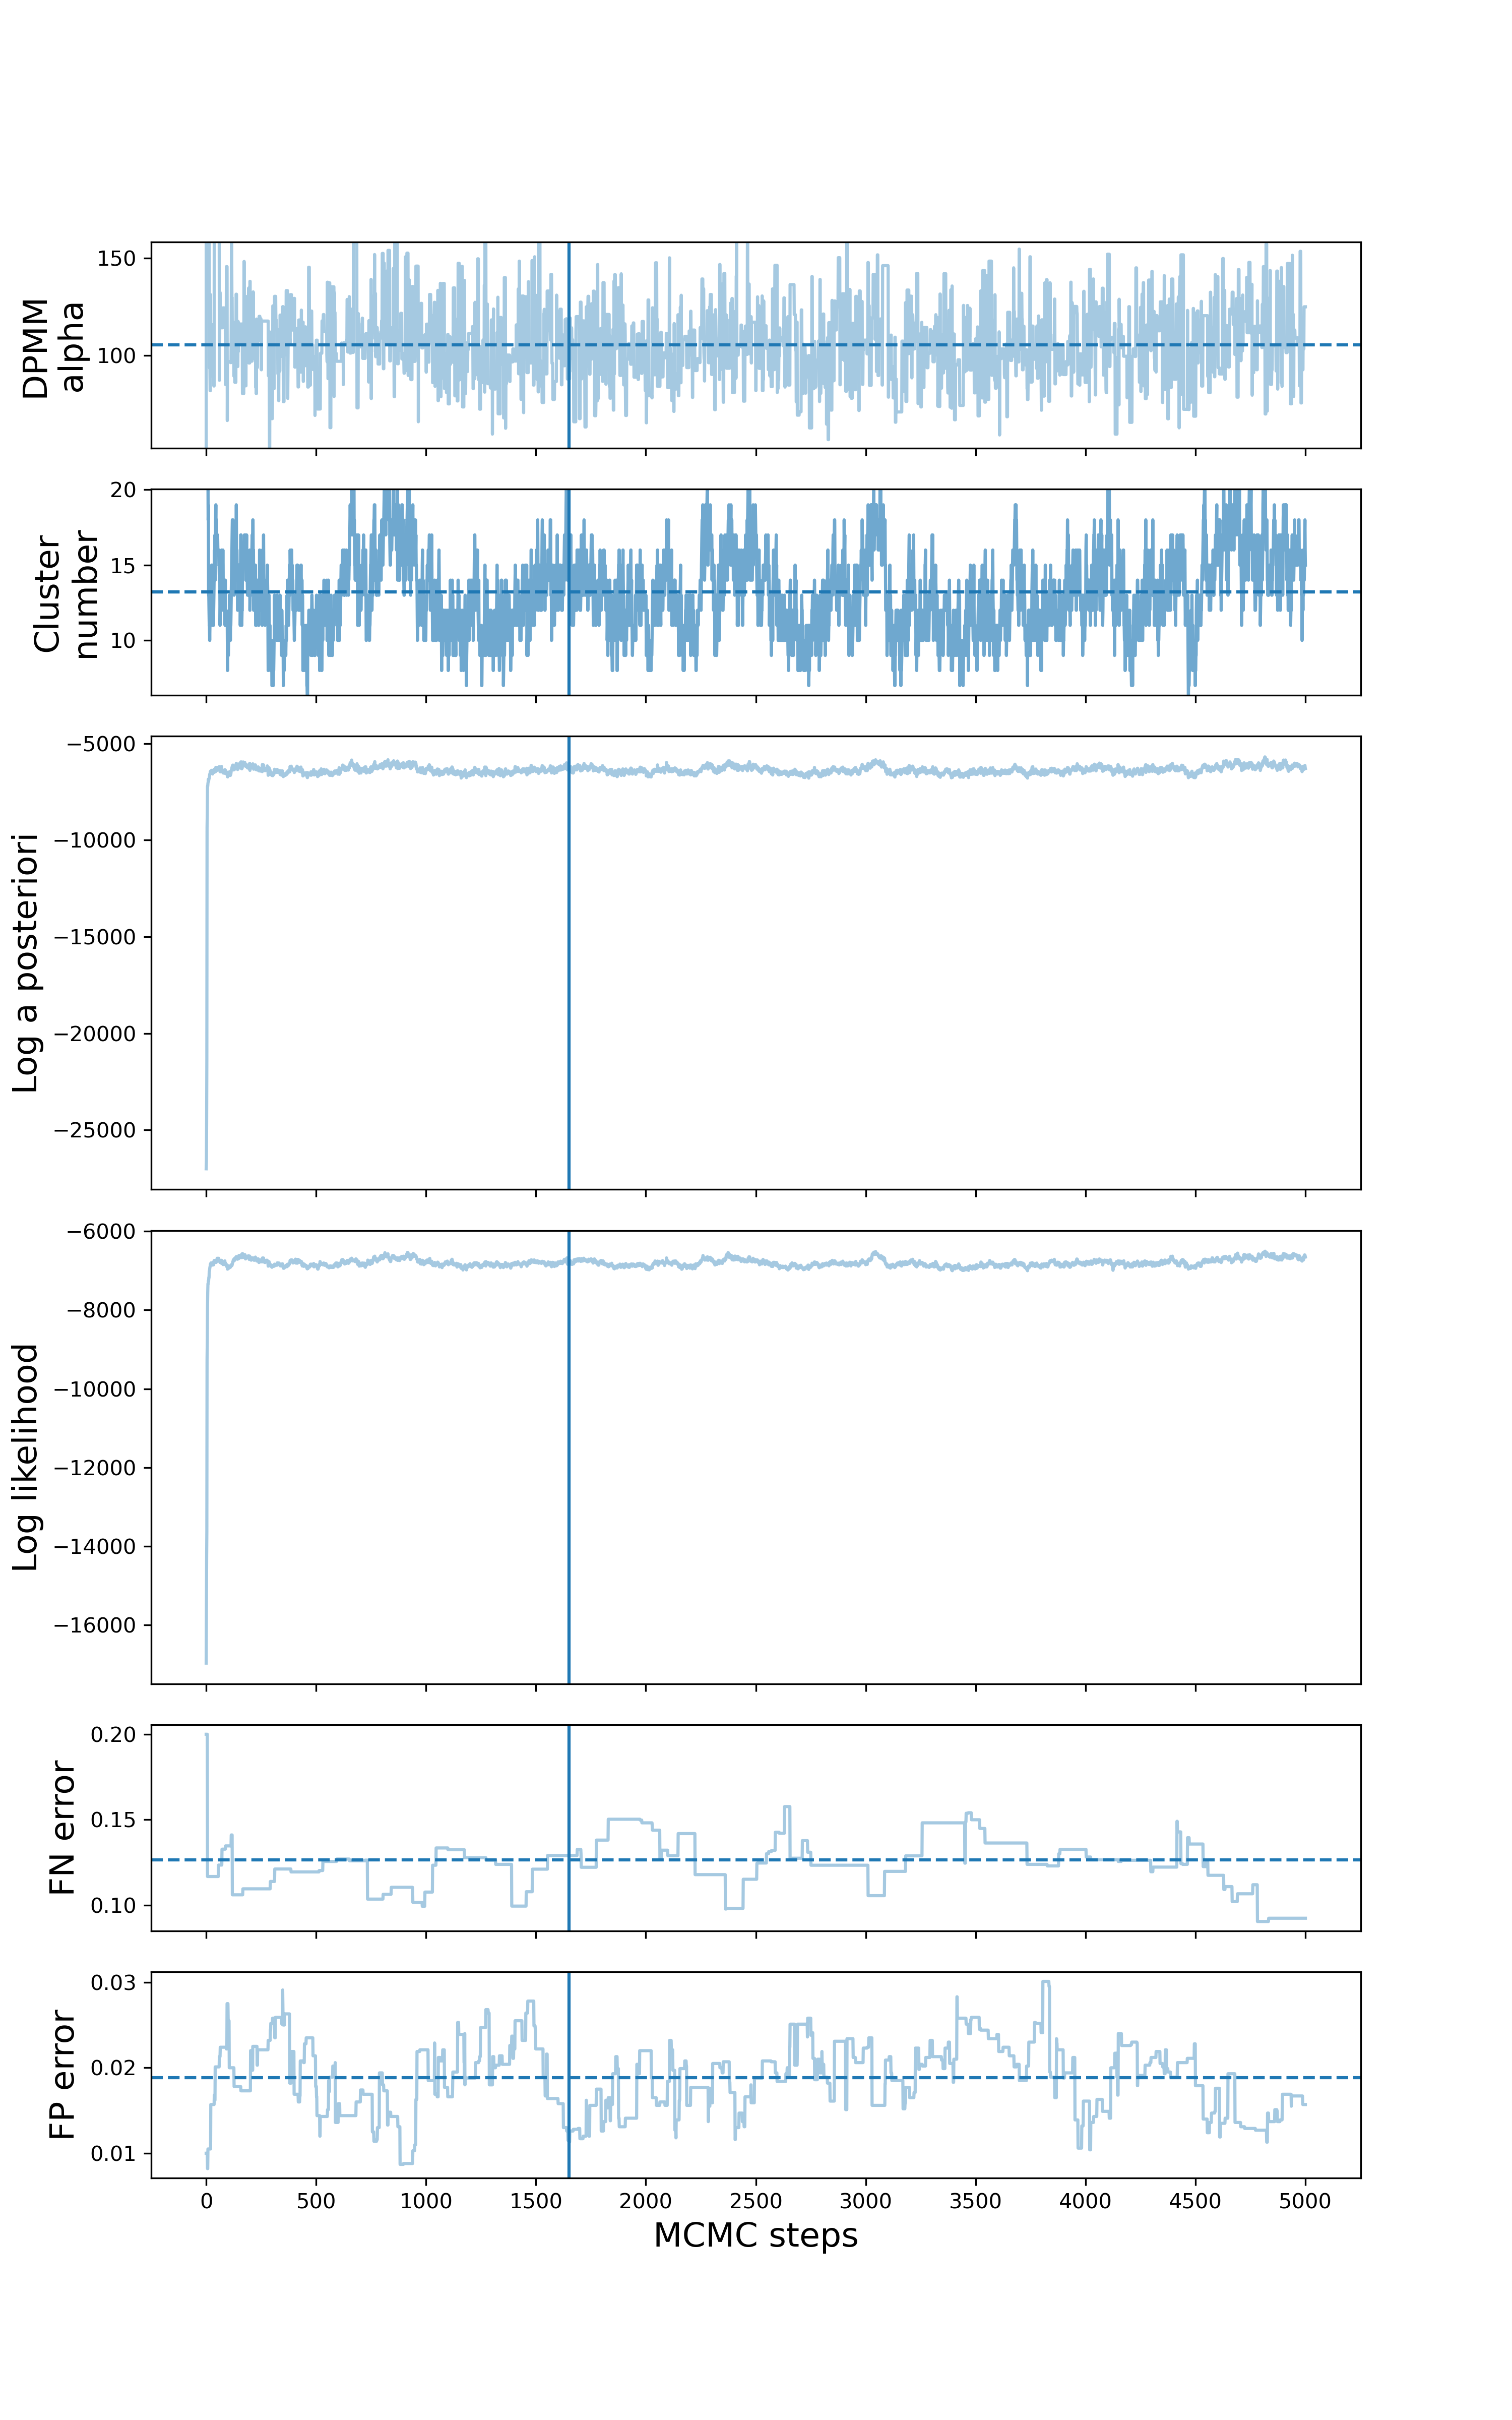 DPMM
alpha
150
100
Cluster
number
20
15
10
Log a posteriori
−5000
−10000
−15000
−20000
−25000
Log likelihood
−6000
−8000
−10000
−12000
−14000
−16000
FN error
0.20
0.15
0.10
FP error
0.03
0.02
0.01
0 500 1000 1500 2000 2500 3000 3500 4000 4500 5000
MCMC steps